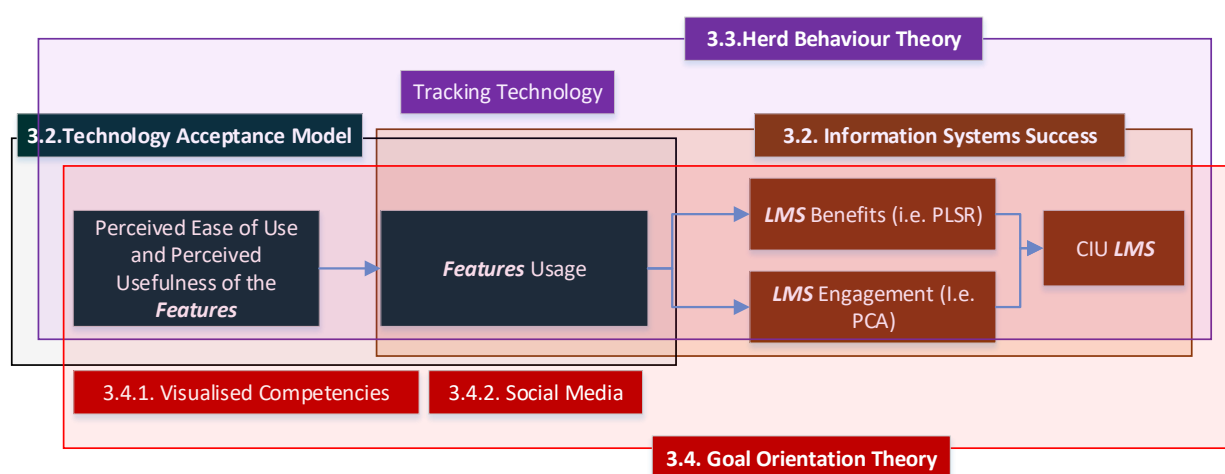 3.3.Herd Behaviour Theory
Tracking Technology
3.2.Technology Acceptance Model
3.2. Information Systems Success
Perceived Ease of Use
and Perceived
Usefulness of the
Features
Features Usage
LMS Benefits (i.e. PLSR)
LMS Engagement (I.e.
PCA)
CIU LMS
3.4.1. Visualised Competencies
3.4.2. Social Media
3.4. Goal Orientation Theory